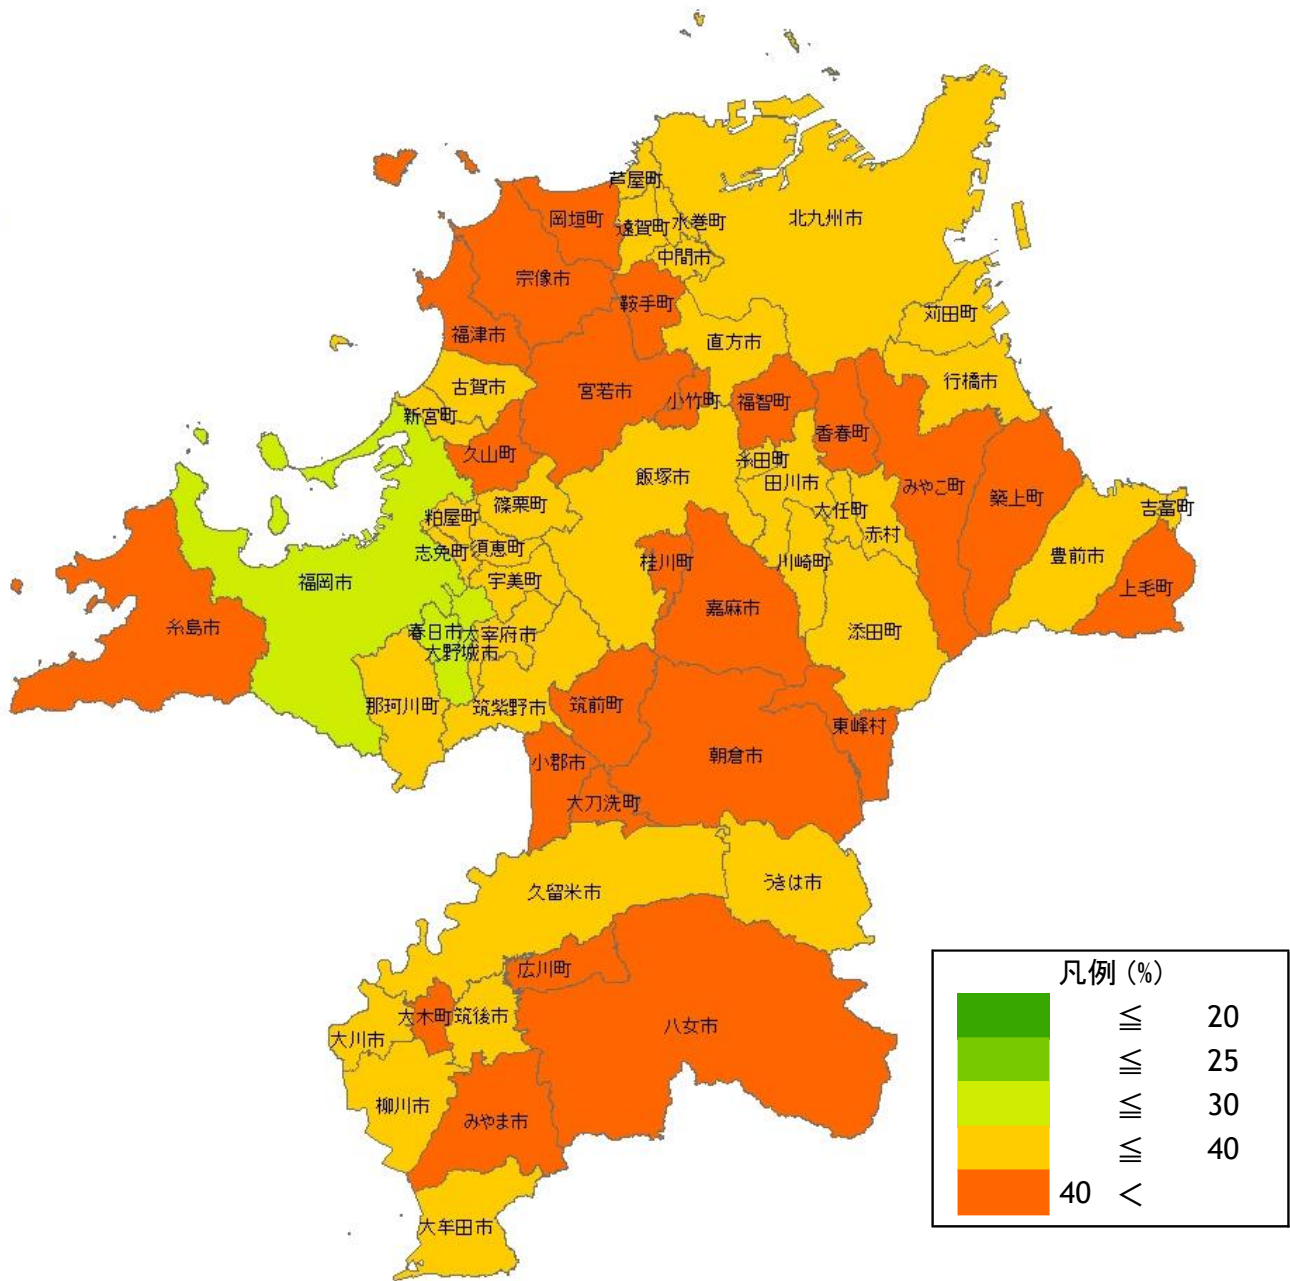 芦屋町
岡垣町
遠賀町
水巻町
北九州市
中間市
宗像市
鞍手町
苅田町
福津市
直方市
古賀市
宮若市
行橋市
小竹町
福智町
新宮町
香春町
久山町
糸田町
飯塚市
田川市
みやこ町
築上町
篠栗町
大任町
吉富町
粕屋町
赤村
志免町
須恵町
豊前市
桂川町
川崎町
福岡市
宇美町
上毛町
嘉麻市
糸島市
春日市
太宰府市
添田町
大野城市
那珂川町
筑紫野市
筑前町
東峰村
小郡市
朝倉市
大刀洗町
うきは市
久留米市
広川町
大木町
筑後市
八女市
大川市
柳川市
みやま市
大牟田市
凡例 (%)
≦ 20
≦ 25
≦ 30
≦ 40
40 <